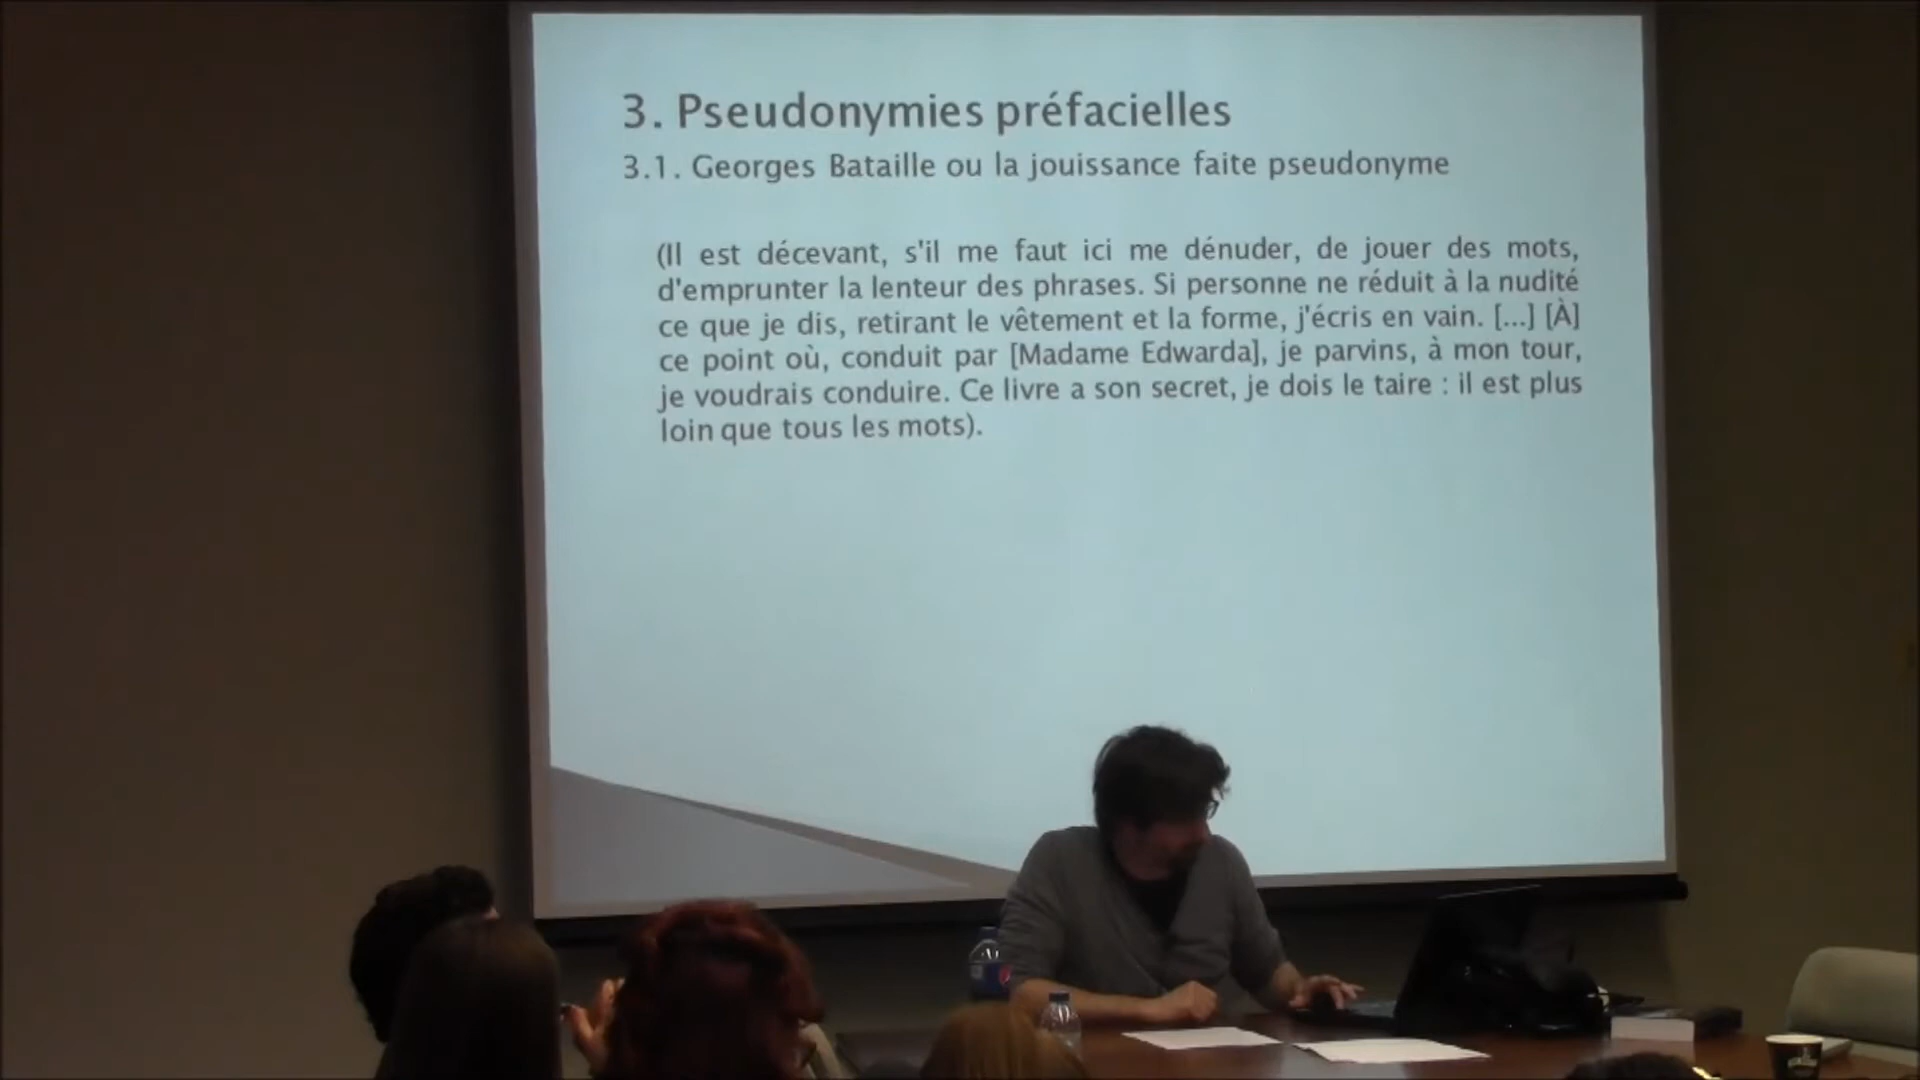 3. Pseudonymies préfacielles
3.1. Georges Bataille ou la jouissance faite pseudonyme
(Il est décevant, s'il me faut ici me dénuder, de jouer des mots,
d'emprunter la lenteur des phrases. Si personne ne réduit à la nudité
ce que je dis, retirant le vêtement et la forme, j'écris en vain. [...] [À]
ce point où, conduit par [Madame Edwarda], je parvins, à mon tour,
je voudrais conduire. Ce livre a son secret, je dois le taire : il est plus
loin que tous les mots).